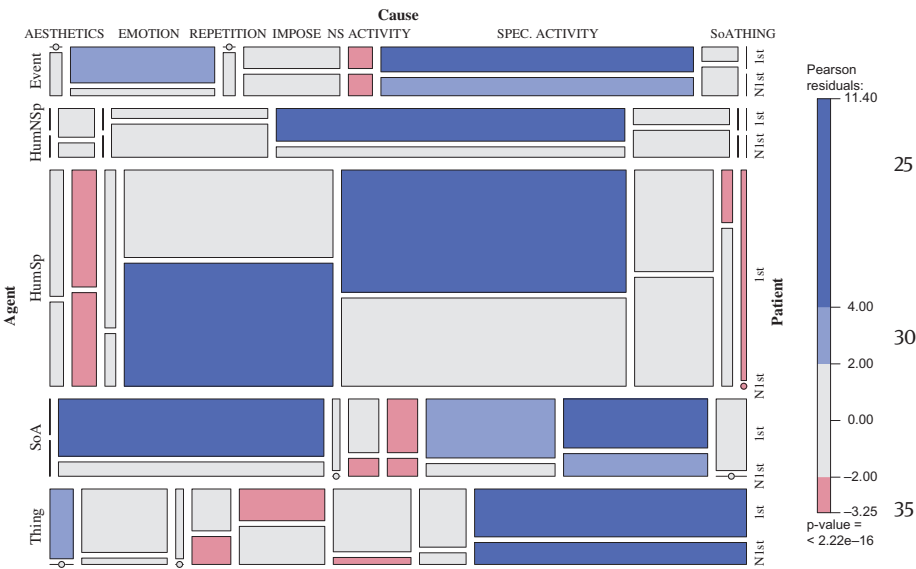 Cause
AESTHETICS EMOTION REPETITION IMPOSE NS ACTIVITY SPEC. ACTIVITY SoATHING
Event
1st
N1st
HumNSp
1st
N1st
HumSp
1st
N1st
SoA
1st
N1st
Thing
1st
N1st
Agent
Patient
Pearson
residuals:
11.40
4.00
2.00
0.00
−2.00
−3.25
p-value =
< 2.22e−16
25
30
35